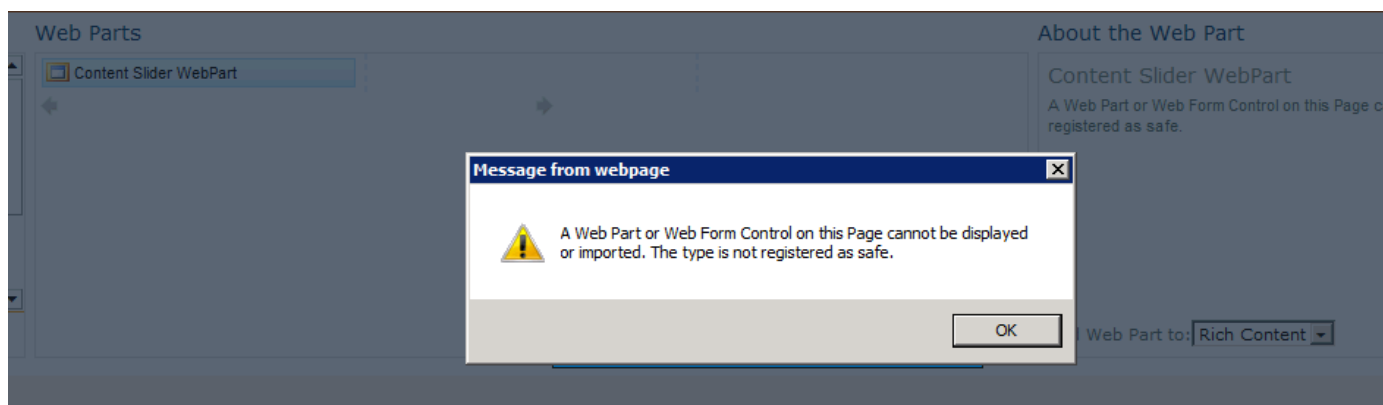 Web Parts
About the Web Part
Content Slider WebPart
Content Slider WebPart
A Web Part or Web Form Control on this Page c
registered as safe.
Message from webpage
A Web Part or Web Form Control on this Page cannot be displayed
or imported. The type is not registered as safe.
OK
Web Part to: Rich Content